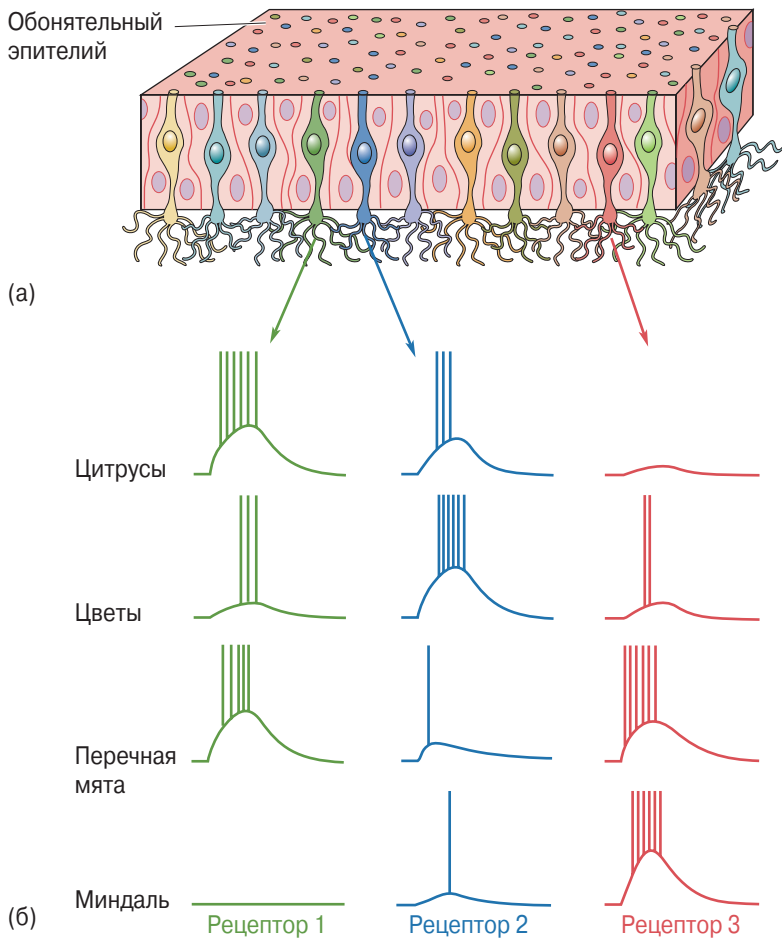 Обонятельный
эпителий
(а)
Цитрусы
Цветы
Перечная
мята
Миндаль
(б)
Рецептор 1
Рецептор 2
Рецептор 3